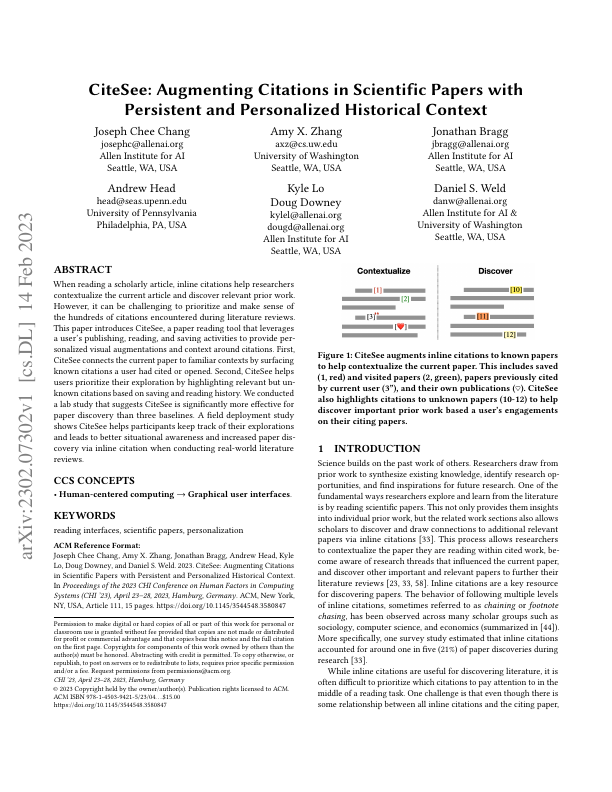 arXiv:2302.07302v1 [cs.DL] 14 Feb 2023
CiteSee: Augmenting Citations in Scientific Papers with
Persistent and Personalized Historical Context
Joseph Chee Chang
josephc@allenai.org
Allen Institute for AI
Seattle, WA, USA
Amy X. Zhang
axz@cs.uw.edu
University of Washington
Seattle, WA, USA
Jonathan Bragg
jbragg@allenai.org
Allen Institute for AI
Seattle, WA, USA
Andrew Head
head@seas.upenn.edu
University of Pennsylvania
Philadelphia, PA, USA
Kyle Lo
Doug Downey
kylel@allenai.org
dougd@allenai.org
Allen Institute for AI
Seattle, WA, USA
Daniel S. Weld
danw@allenai.org
Allen Institute for AI &
University of Washington
Seattle, WA, USA
ABSTRACT
When reading a scholarly article, inline citations help researchers
contextualize the current article and discover relevant prior work.
However, it can be challenging to prioritize and make sense of
the hundreds of citations encountered during literature reviews.
This paper introduces CiteSee, a paper reading tool that leverages
a user's publishing, reading, and saving activities to provide per-
sonalized visual augmentations and context around citations. First,
CiteSee connects the current paper to familiar contexts by surfacing
known citations a user had cited or opened. Second, CiteSee helps
users prioritize their exploration by highlighting relevant but un-
known citations based on saving and reading history. We conducted
a lab study that suggests CiteSee is significantly more effective for
paper discovery than three baselines. A field deployment study
shows CiteSee helps participants keep track of their explorations
and leads to better situational awareness and increased paper dis-
covery via inline citation when conducting real-world literature
reviews.
CCS CONCEPTS
• Human-centered computing → Graphical user interfaces.
KEYWORDS
reading interfaces, scientific papers, personalization
ACM Reference Format:
Joseph Chee Chang, Amy X. Zhang, Jonathan Bragg, Andrew Head, Kyle
Lo, Doug Downey, and Daniel S. Weld. 2023. CiteSee: Augmenting Citations
in Scientific Papers with Persistent and Personalized Historical Context.
In Proceedings of the 2023 CHI Conference on Human Factors in Computing
Systems (CHI '23), April 23–28, 2023, Hamburg, Germany. ACM, New York,
NY, USA, Article 111, 15 pages. https://doi.org/10.1145/3544548.3580847
Permission to make digital or hard copies of all or part of this work for personal or
classroom use is granted without fee provided that copies are not made or distributed
for profit or commercial advantage and that copies bear this notice and the full citation
on the first page. Copyrights for components of this work owned by others than the
author(s) must be honored. Abstracting with credit is permitted. To copy otherwise, or
republish, to post on servers or to redistribute to lists, requires prior specific permission
and/or a fee. Request permissions from permissions@acm.org.
CHI '23, April 23–28, 2023, Hamburg, Germany
© 2023 Copyright held by the owner/author(s). Publication rights licensed to ACM.
ACM ISBN 978-1-4503-9421-5/23/04...$15.00
https://doi.org/10.1145/3544548.3580847
Contextualize
[1]
[2]
[3]
[♥]
Discover
[10]
[11]
[12]
Figure 1: CiteSee augments inline citations to known papers
to help contextualize the current paper. This includes saved
(1, red) and visited papers (2, green), papers previously cited
by current user (3"), and their own publications (♡). CiteSee
also highlights citations to unknown papers (10-12) to help
discover important prior work based a user's engagements
on their citing papers.
1 INTRODUCTION
Science builds on the past work of others. Researchers draw from
prior work to synthesize existing knowledge, identify research op-
portunities, and find inspirations for future research. One of the
fundamental ways researchers explore and learn from the literature
is by reading scientific papers. This not only provides them insights
into individual prior work, but the related work sections also allows
scholars to discover and draw connections to additional relevant
papers via inline citations [33]. This process allows researchers
to contextualize the paper they are reading within cited work, be-
come aware of research threads that influenced the current paper,
and discover other important and relevant papers to further their
literature reviews [23, 33, 58]. Inline citations are a key resource
for discovering papers. The behavior of following multiple levels
of inline citations, sometimes referred to as chaining or footnote
chasing, has been observed across many scholar groups such as
sociology, computer science, and economics (summarized in [44]).
More specifically, one survey study estimated that inline citations
accounted for around one in five (21%) of paper discoveries during
research [33].
While inline citations are useful for discovering literature, it is
often difficult to prioritize which citations to pay attention to in the
middle of a reading task. One challenge is that even though there is
some relationship between all inline citations and the citing paper,